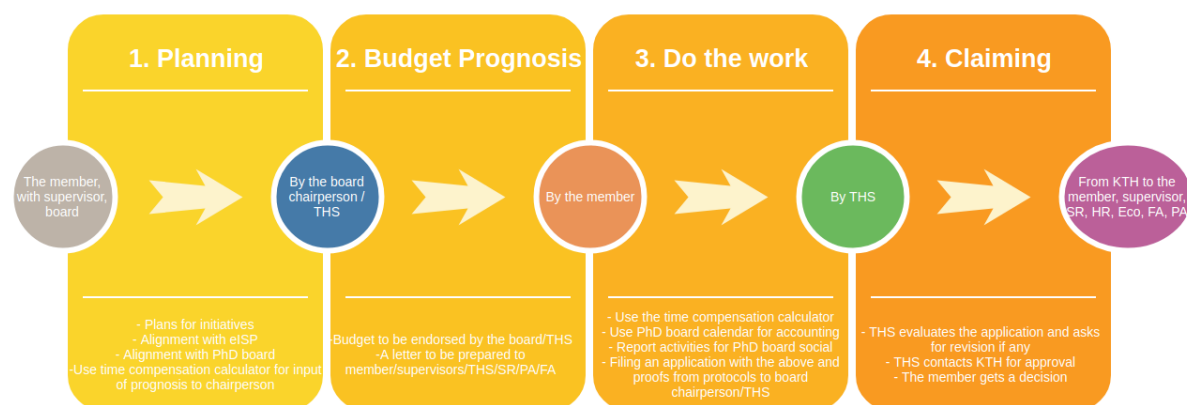 1. Planning
2. Budget Prognosis
3. Do the work
4. Claiming
The member,
with supervisor,
board
By the board
chairperson /
THS
By the member
By THS
From KTH to the
member, supervisor,
SR, HR, Eco, FA, PA
- Plans for initiatives
- Alignment with eISP
- Alignment with PhD board
-Use time compensation calculator for input
of prognosis to chairperson
-Budget to be endorsed by the board/THS
-A letter to be prepared to
member/supervisors/THS/SR/PA/FA
- Use the time compensation calculator
- Use PhD board calendar for accounting
- Report activities for PhD board social
- Filing an application with the above and
proofs from protocols to board
chairperson/THS
- THS evaluates the application and asks
for revision if any
- THS contacts KTH for approval
- The member gets a decision